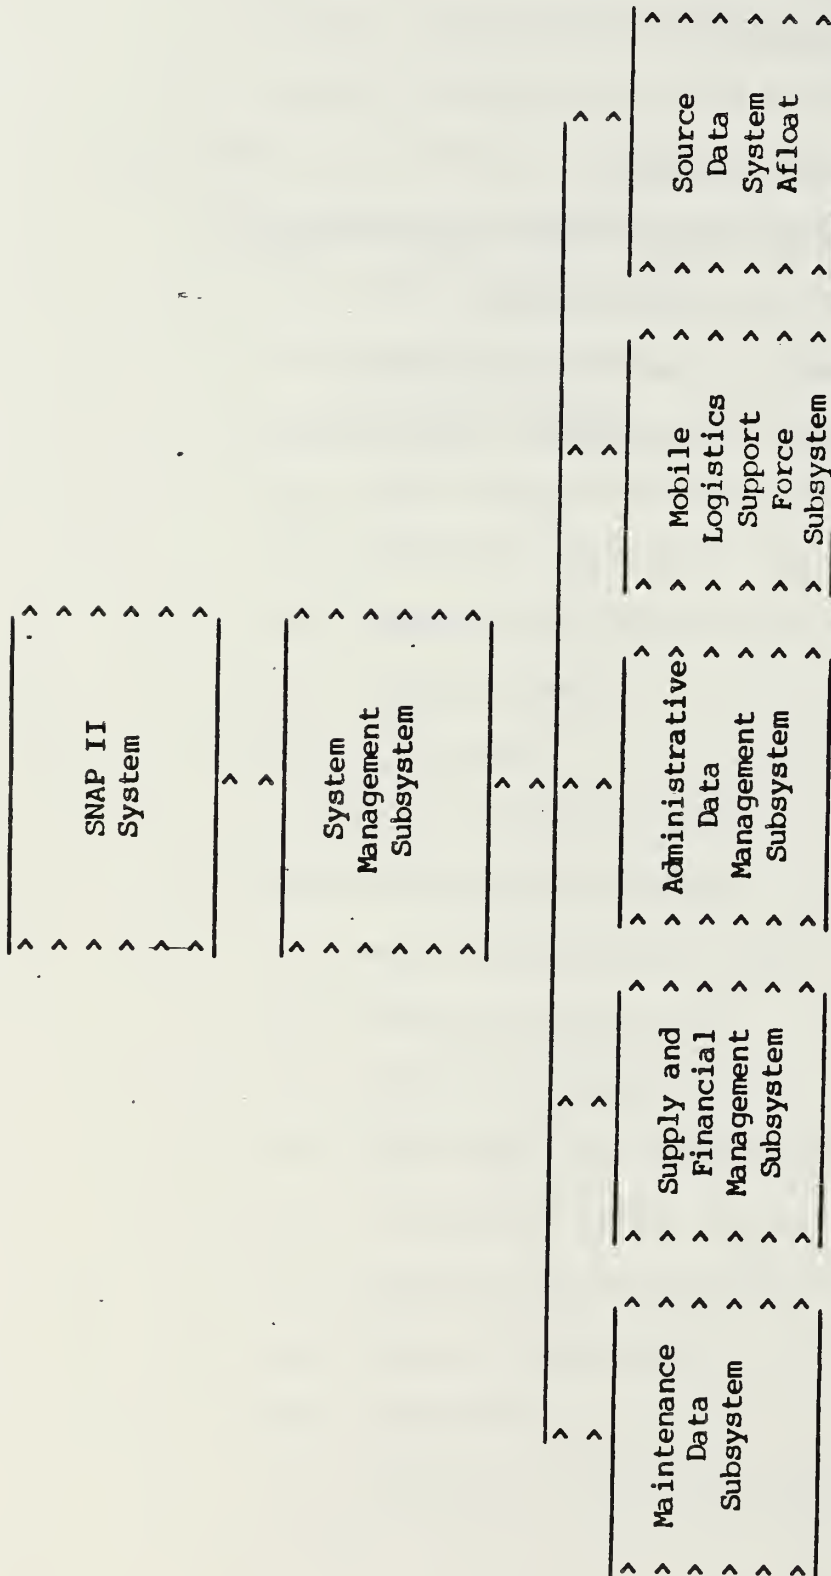 SNAP II
System
System
Management
Subsystem
Maintenance
Data
Subsystem
Supply and
Financial
Management
Subsystem
Administrative
Data
Management
Subsystem
Mobile
Logistics
Support
Force
Subsystem
Source
Data
System
Afloat